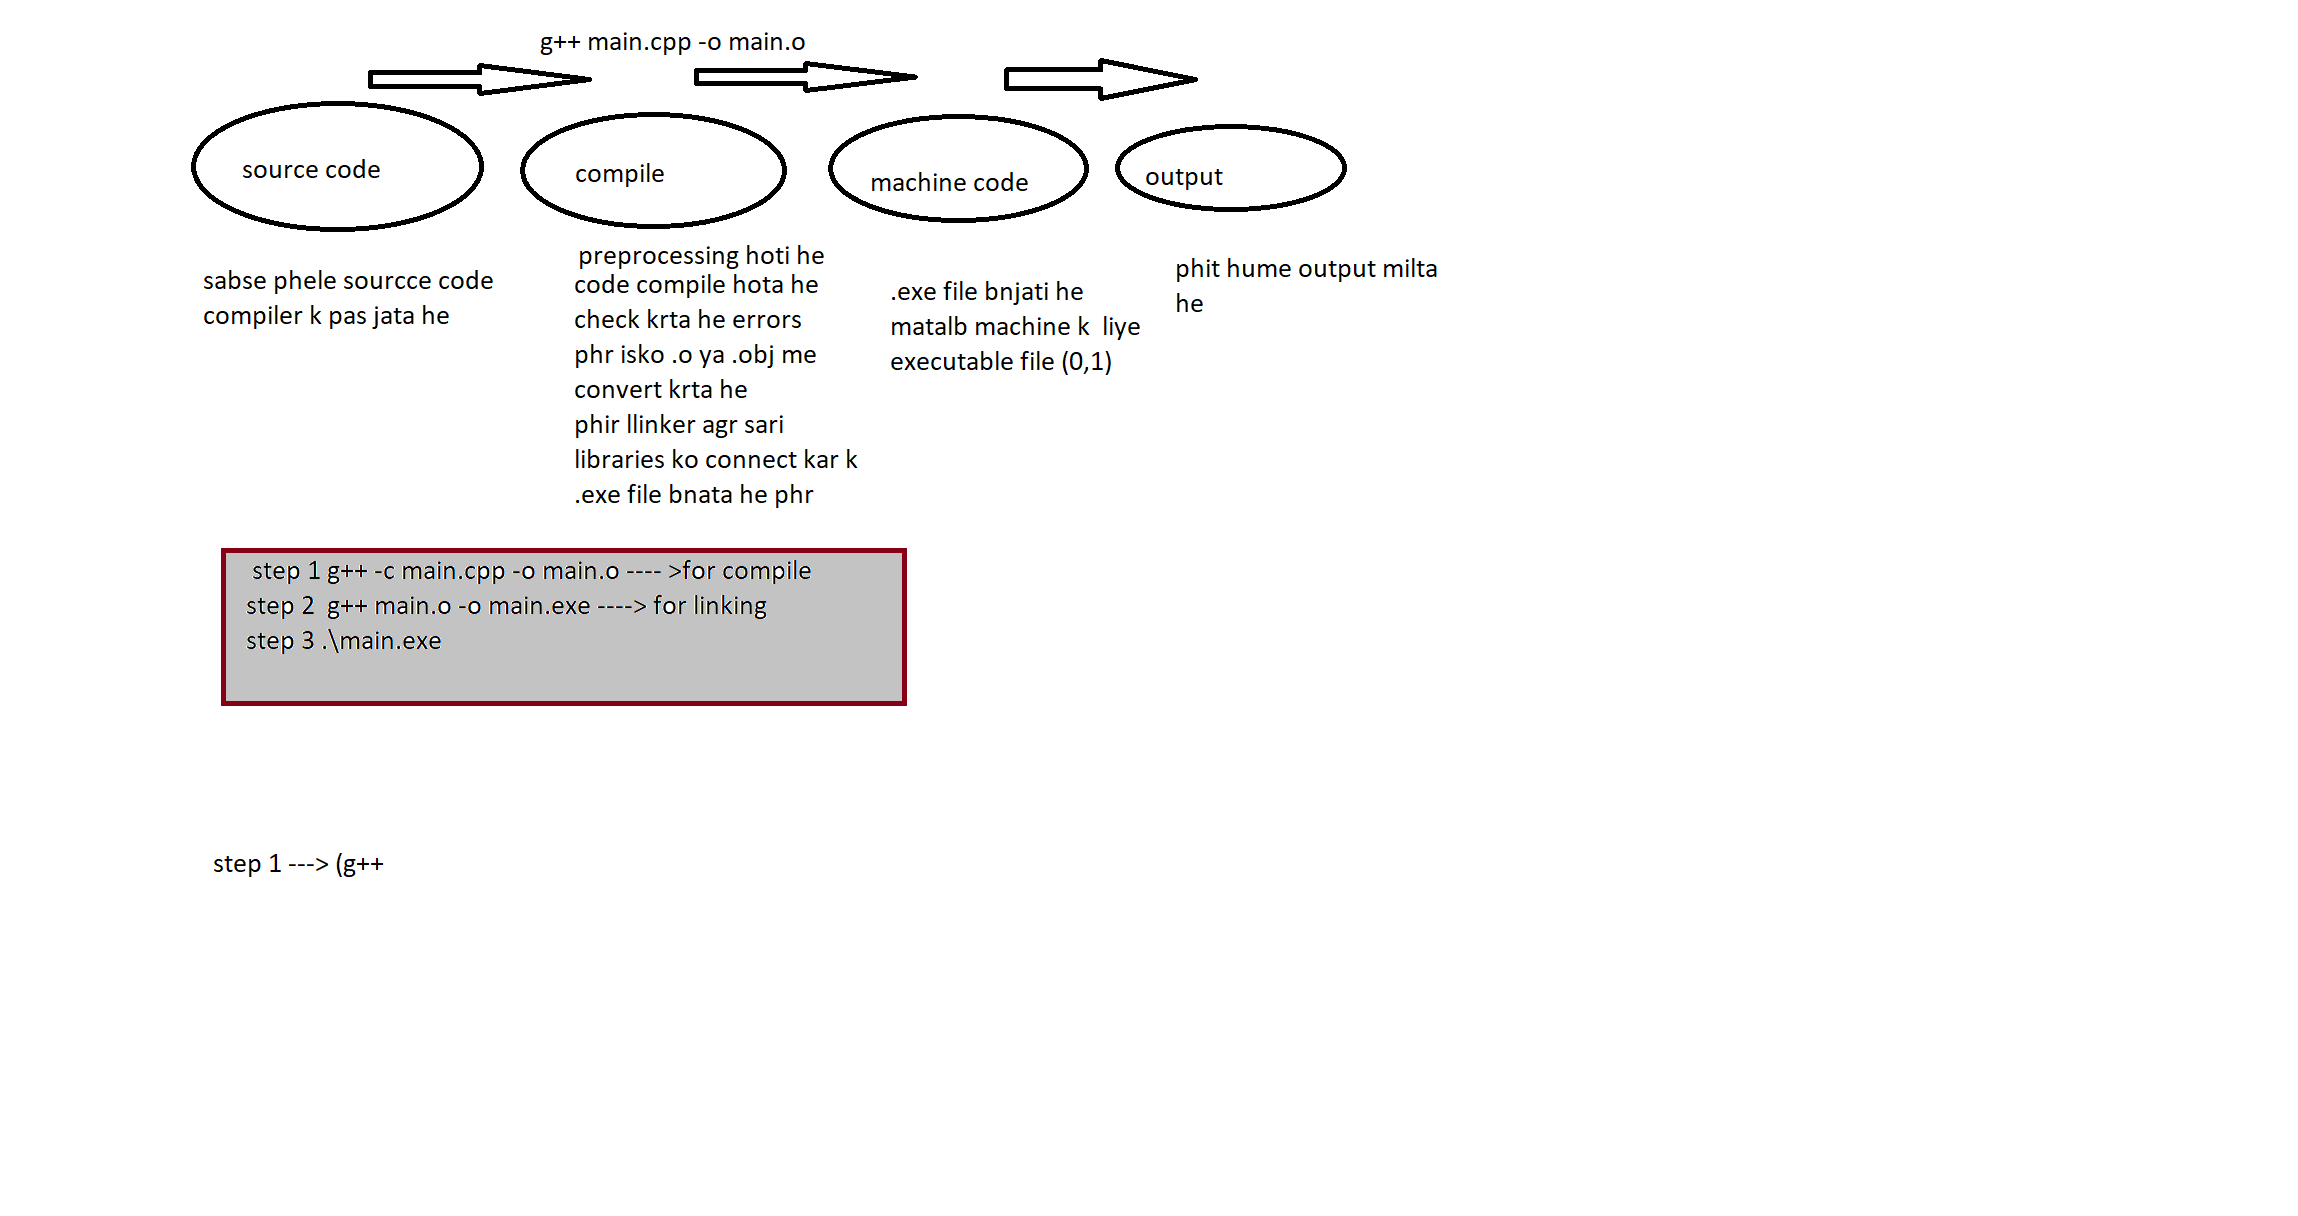 g++ main.cpp -o main.o
source code
compile
machine code
output
sabse phele sourcce code
compiler k pas jata he
preprocessing hoti he
code compile hota he
check krta he errors
phr isko .o ya .obj me
convert krta he
phir llinker agr sari
libraries ko connect kar k
.exe file bnata he phr
.exe file bnjati he
matalb machine k  liye
executable file (0,1)
phit hume output milta
he
step 1 g++ -c main.cpp -o main.o ---- >for compile
step 2  g++ main.o -o main.exe ----> for linking
step 3 .\main.exe
step 1 ---> (g++